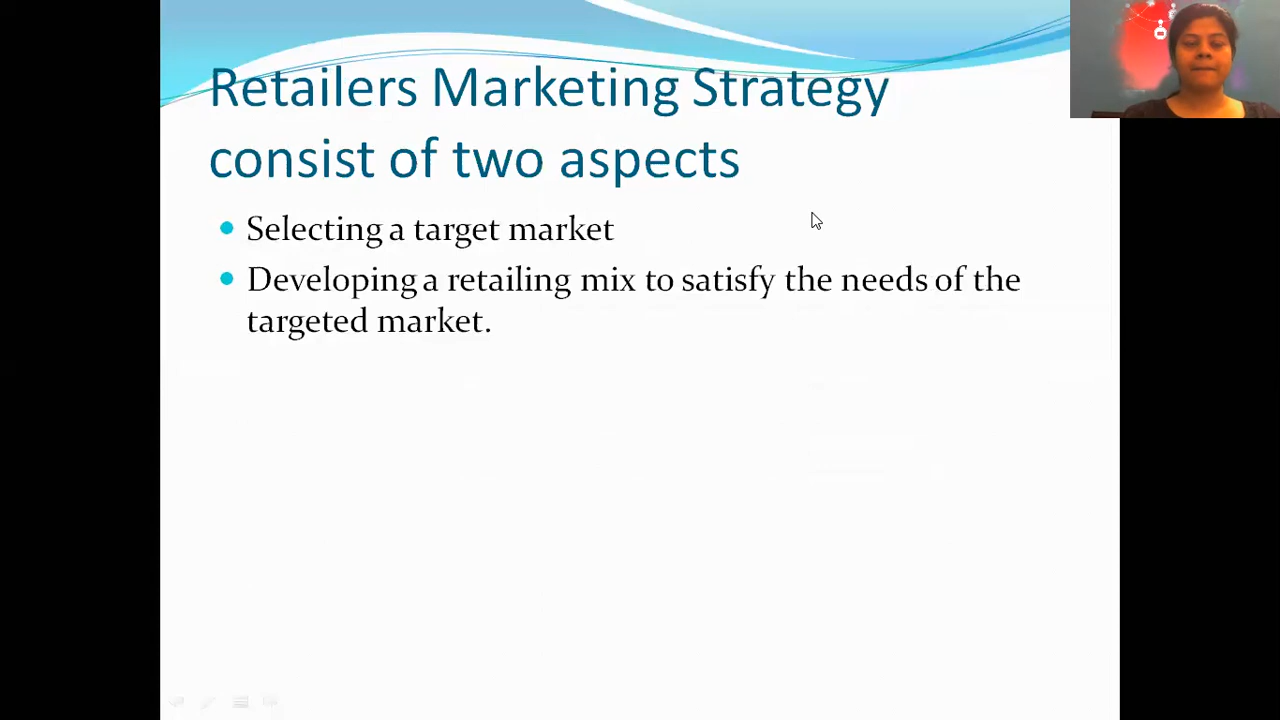 Retailers Marketing Strategy
consist of two aspects
Selecting a target market
Developing a retailing mix to satisfy the needs of the
targeted market.